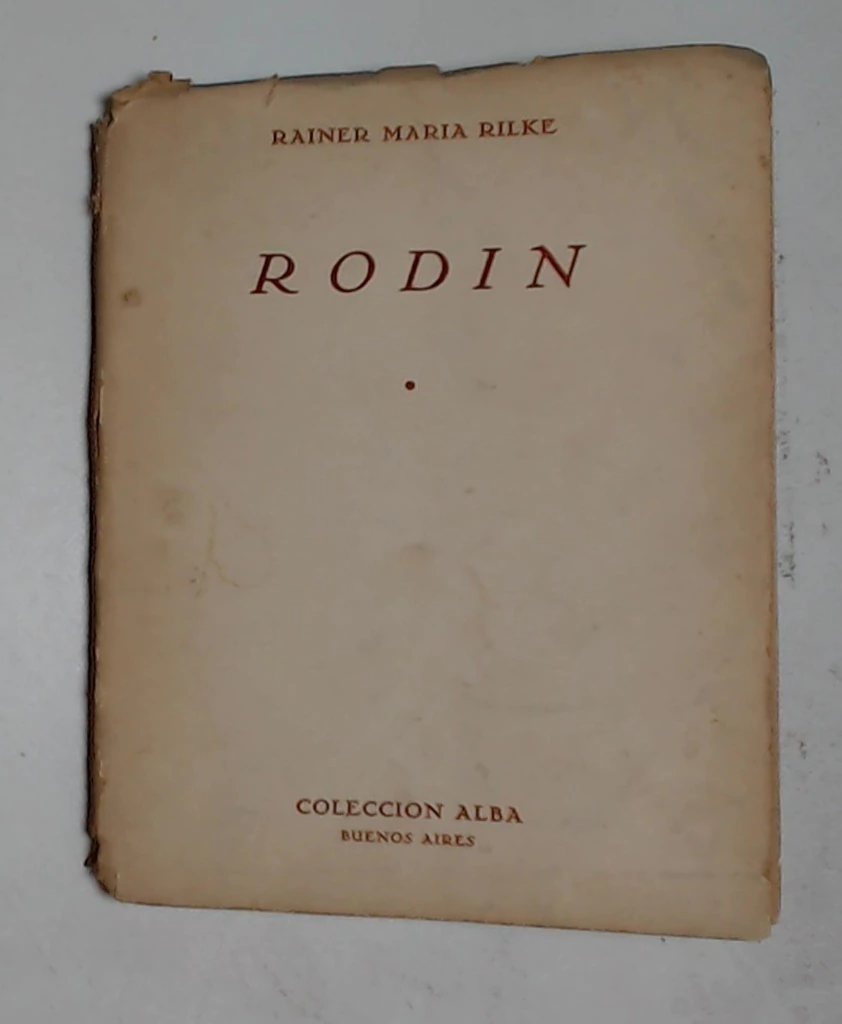 RAINER MARIA RILKE
RODIN
COLECCION ALBA
BUENOS AIRES